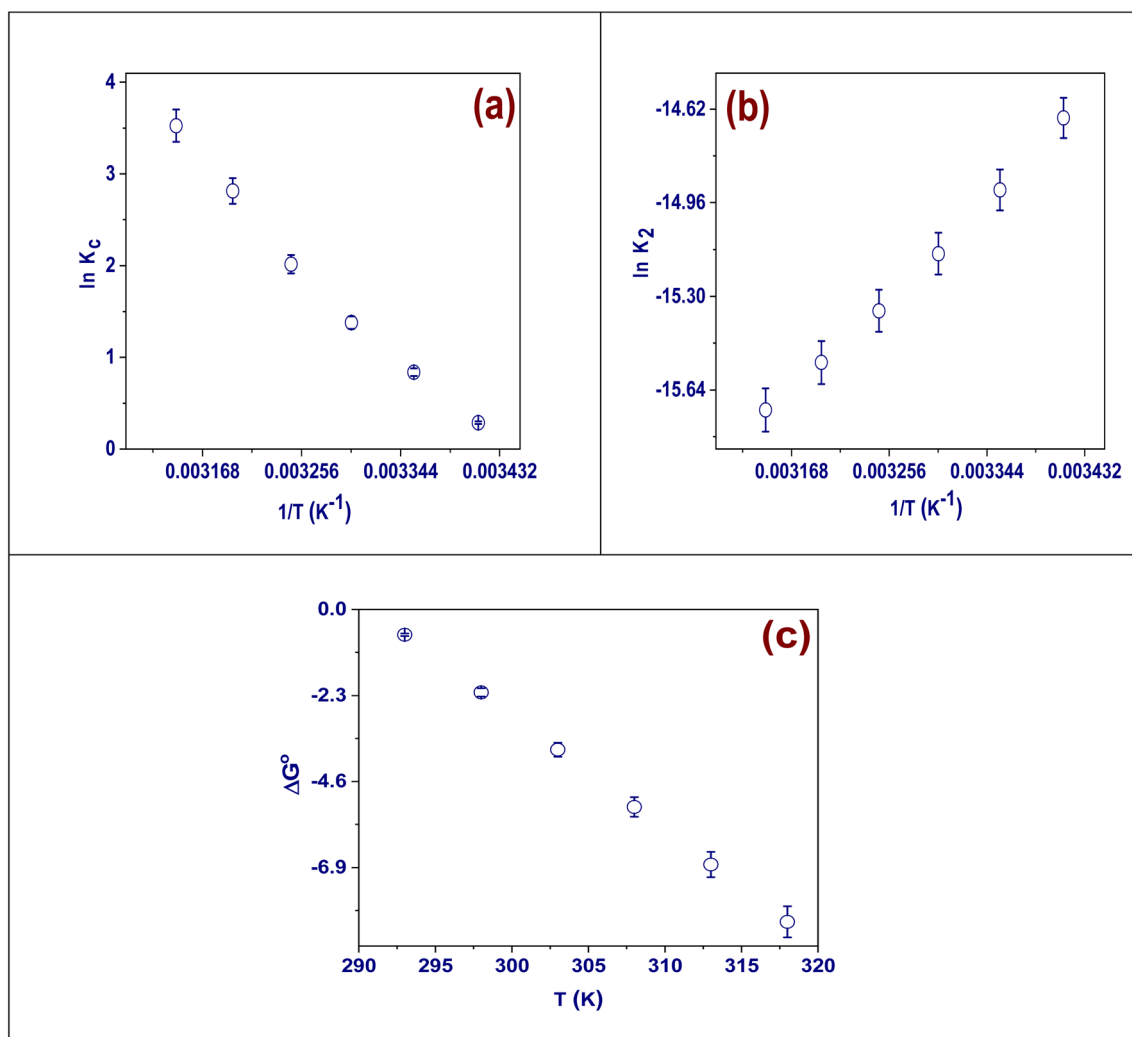 (a)
4
3
2
1
0
ln K_c
0.003168 0.003256 0.003344 0.003432
1/T (K^-1)
(b)
-14.62
-14.96
-15.30
-15.64
ln K_2
0.003168 0.003256 0.003344 0.003432
1/T (K^-1)
(c)
0.0
-2.3
-4.6
-6.9
ΔG^o
290 295 300 305 310 315 320
T (K)